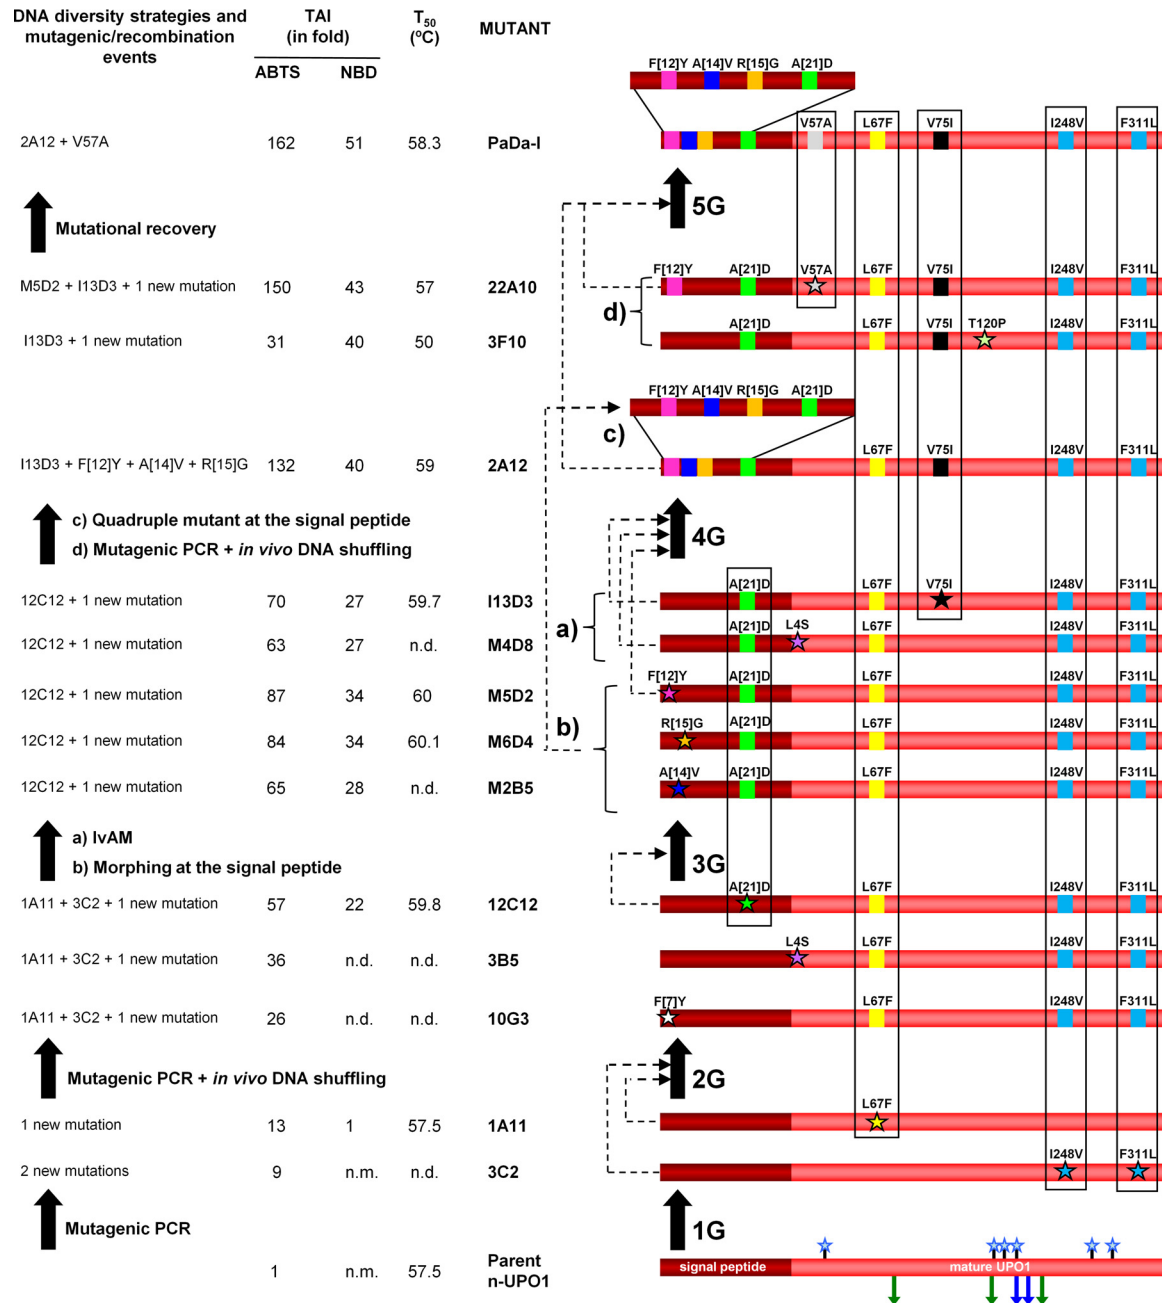 DNA diversity strategies and mutagenic/recombination events
TAI (in fold)
ABTS NBD
T50 (ºC)
MUTANT
F[12]Y A[14]V R[15]G A[21]D
V57A L67F V75I I248V F311L
2A12 + V57A 162 51 58.3 PaDa-I
5G
Mutational recovery
F[12]Y A[21]D V57A L67F V75I I248V F311L
M5D2 + I13D3 + 1 new mutation 150 43 57 22A10
d)
A[21]D L67F V75I T120P I248V F311L
I13D3 + 1 new mutation 31 40 50 3F10
F[12]Y A[14]V R[15]G A[21]D
c)
L67F V75I I248V F311L
I13D3 + F[12]Y + A[14]V + R[15]G 132 40 59 2A12
c) Quadruple mutant at the signal peptide
d) Mutagenic PCR + in vivo DNA shuffling
4G
A[21]D L67F V75I I248V F311L
12C12 + 1 new mutation 70 27 59.7 I13D3
a)
A[21]D L4S L67F I248V F311L
12C12 + 1 new mutation 63 27 n.d. M4D8
F[12]Y A[21]D L67F I248V F311L
12C12 + 1 new mutation 87 34 60 M5D2
b)
R[15]G A[21]D L67F I248V F311L
12C12 + 1 new mutation 84 34 60.1 M6D4
A[14]V A[21]D L67F I248V F311L
12C12 + 1 new mutation 65 28 n.d. M2B5
a) IvAM
b) Morphing at the signal peptide
3G
A[21]D L67F I248V F311L
1A11 + 3C2 + 1 new mutation 57 22 59.8 12C12
L4S L67F I248V F311L
1A11 + 3C2 + 1 new mutation 36 n.d. n.d. 3B5
F[7]Y L67F I248V F311L
1A11 + 3C2 + 1 new mutation 26 n.d. n.d. 10G3
Mutagenic PCR + in vivo DNA shuffling
2G
L67F
1 new mutation 13 1 57.5 1A11
I248V F311L
2 new mutations 9 n.m. n.d. 3C2
Mutagenic PCR
1G
1 n.m. 57.5 Parent n-UPO1
signal peptide mature UPO1